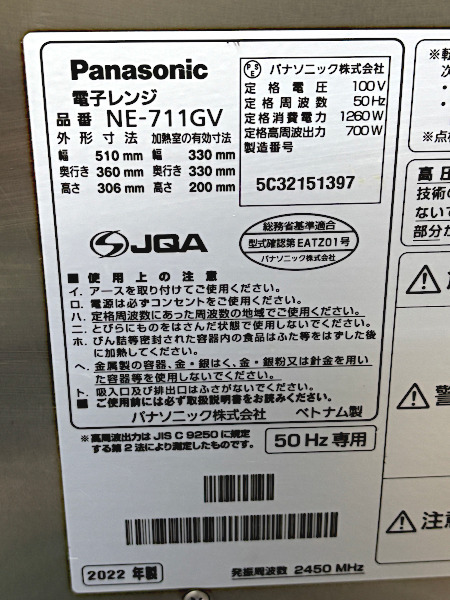 Panasonic
電子レンジ
品番 NE-711GV
外形寸法 加熱室の有効寸法
幅 510 mm 幅 330 mm
奥行き 360 mm 奥行き 330 mm
高さ 306 mm 高さ 200 mm
PSE パナソニック株式会社
定格電圧 100V
定格周波数 50Hz
定格消費電力 1260W
定格高周波出力 700W
製造番号
5C32151397
JQA
総務省基準適合
型式確認第EATZ01号
パナソニック株式会社
■使用上の注意
イ. アースを取り付けてご使用ください。
ロ. 電源は必ずコンセントをご使用ください。
ハ. 定格周波数にあった周波数の地域でご使用ください。
ニ. とびらにものをはさんだ状態で使用しないでください。
ホ. びん詰等密封された容器内の食品はふた等をはずした後
に加熱してください。
ヘ. 金属製の容器、金・銀はく、金・銀粉又は針金を用い
た容器等を使用しないでください。
ト. 吸入口及び排出口はふさがないでください。
■ご使用前には必ず取扱説明書をお読みください。
パナソニック株式会社 ベトナム製
※高周波出力は JIS C 9250 に規定
する第2法により測定したものです。
50 Hz 専用
2022 年製
発振周波数 2450 MHz
※転
次
※点検
高圧
技術の
ないで
部分が
警
注意